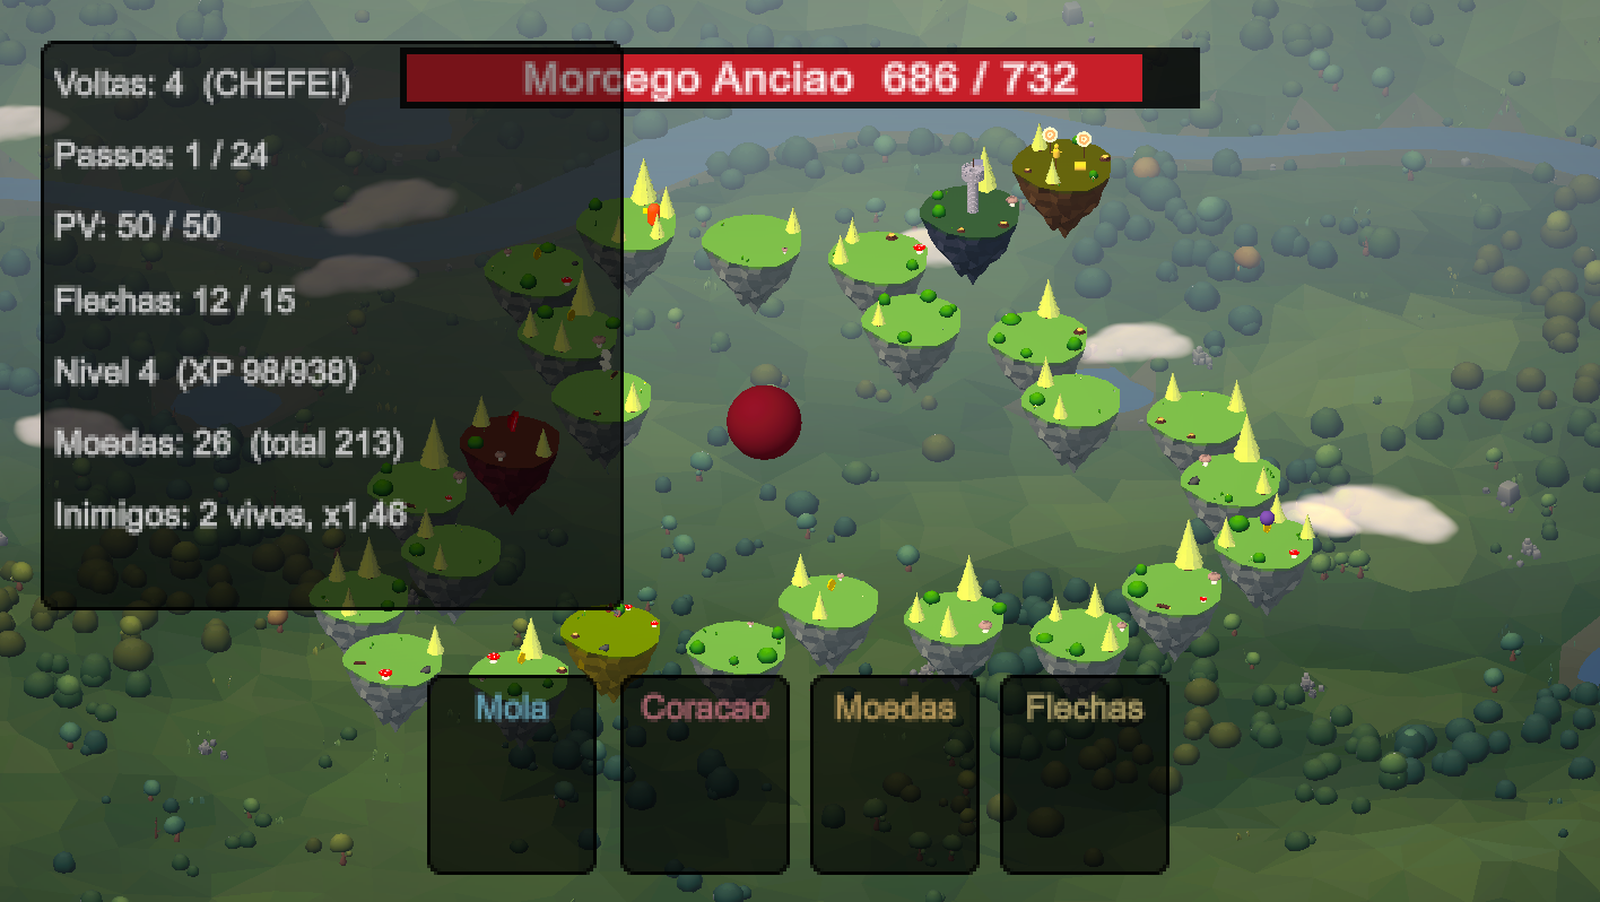 Morcego Anciao 686 / 732
Voltas: 4 (CHEFE!)
Passos: 1 / 24
PV: 50 / 50
Flechas: 12 / 15
Nivel 4 (XP 98/938)
Moedas: 26 (total 213)
Inimigos: 2 vivos, x1,46
Mola
Coracao
Moedas
Flechas